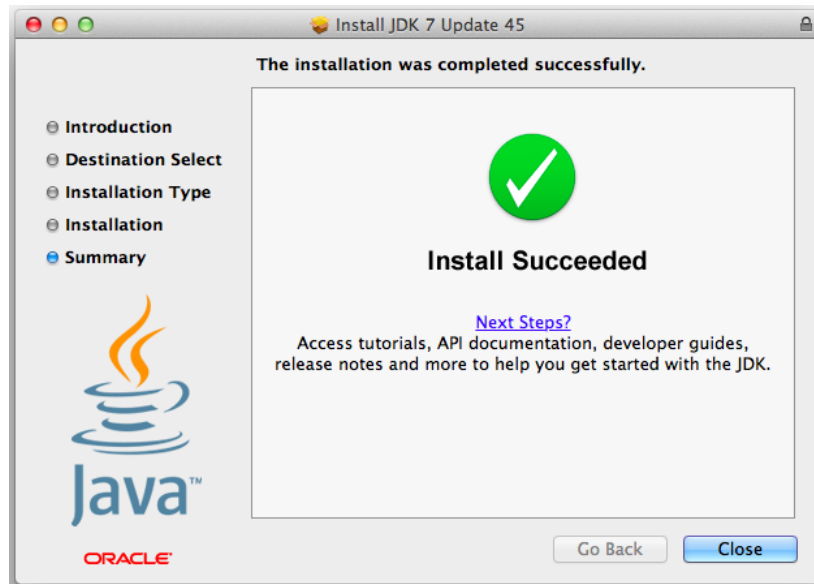 Install JDK 7 Update 45
The installation was completed successfully.
Introduction
Destination Select
Installation Type
Installation
Summary
Install Succeeded
Next Steps?
Access tutorials, API documentation, developer guides,
release notes and more to help you get started with the JDK.
Java™
ORACLE®
Go Back
Close